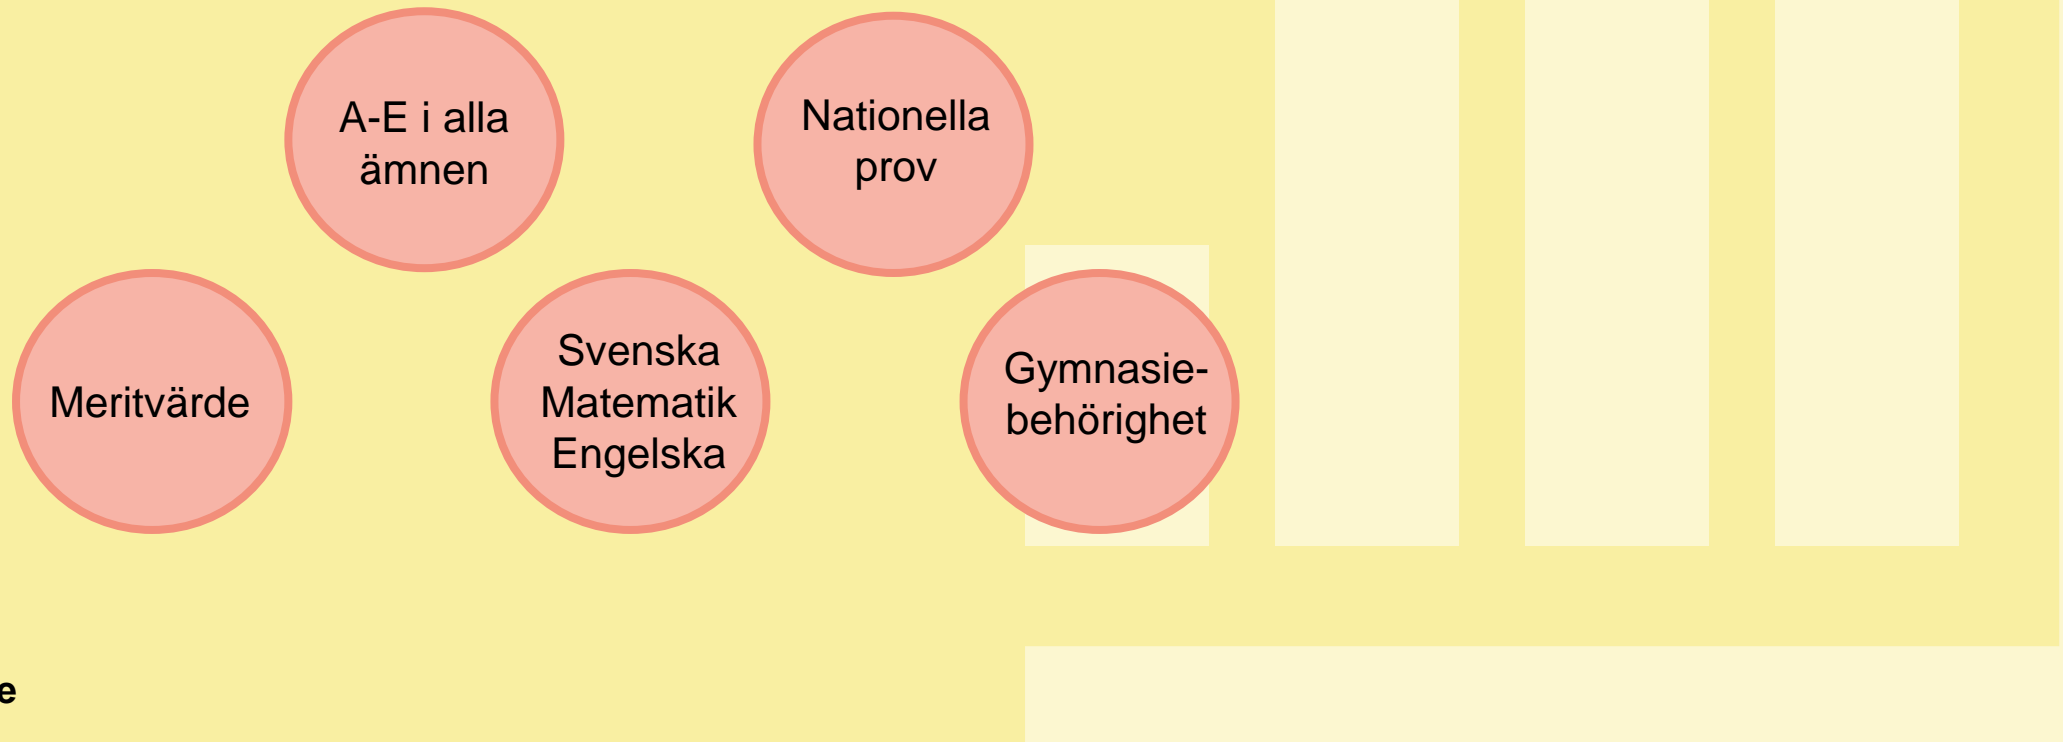 A-E i alla
ämnen
Nationella
prov
Meritvärde
Svenska
Matematik
Engelska
Gymnasie-
behörighet
e